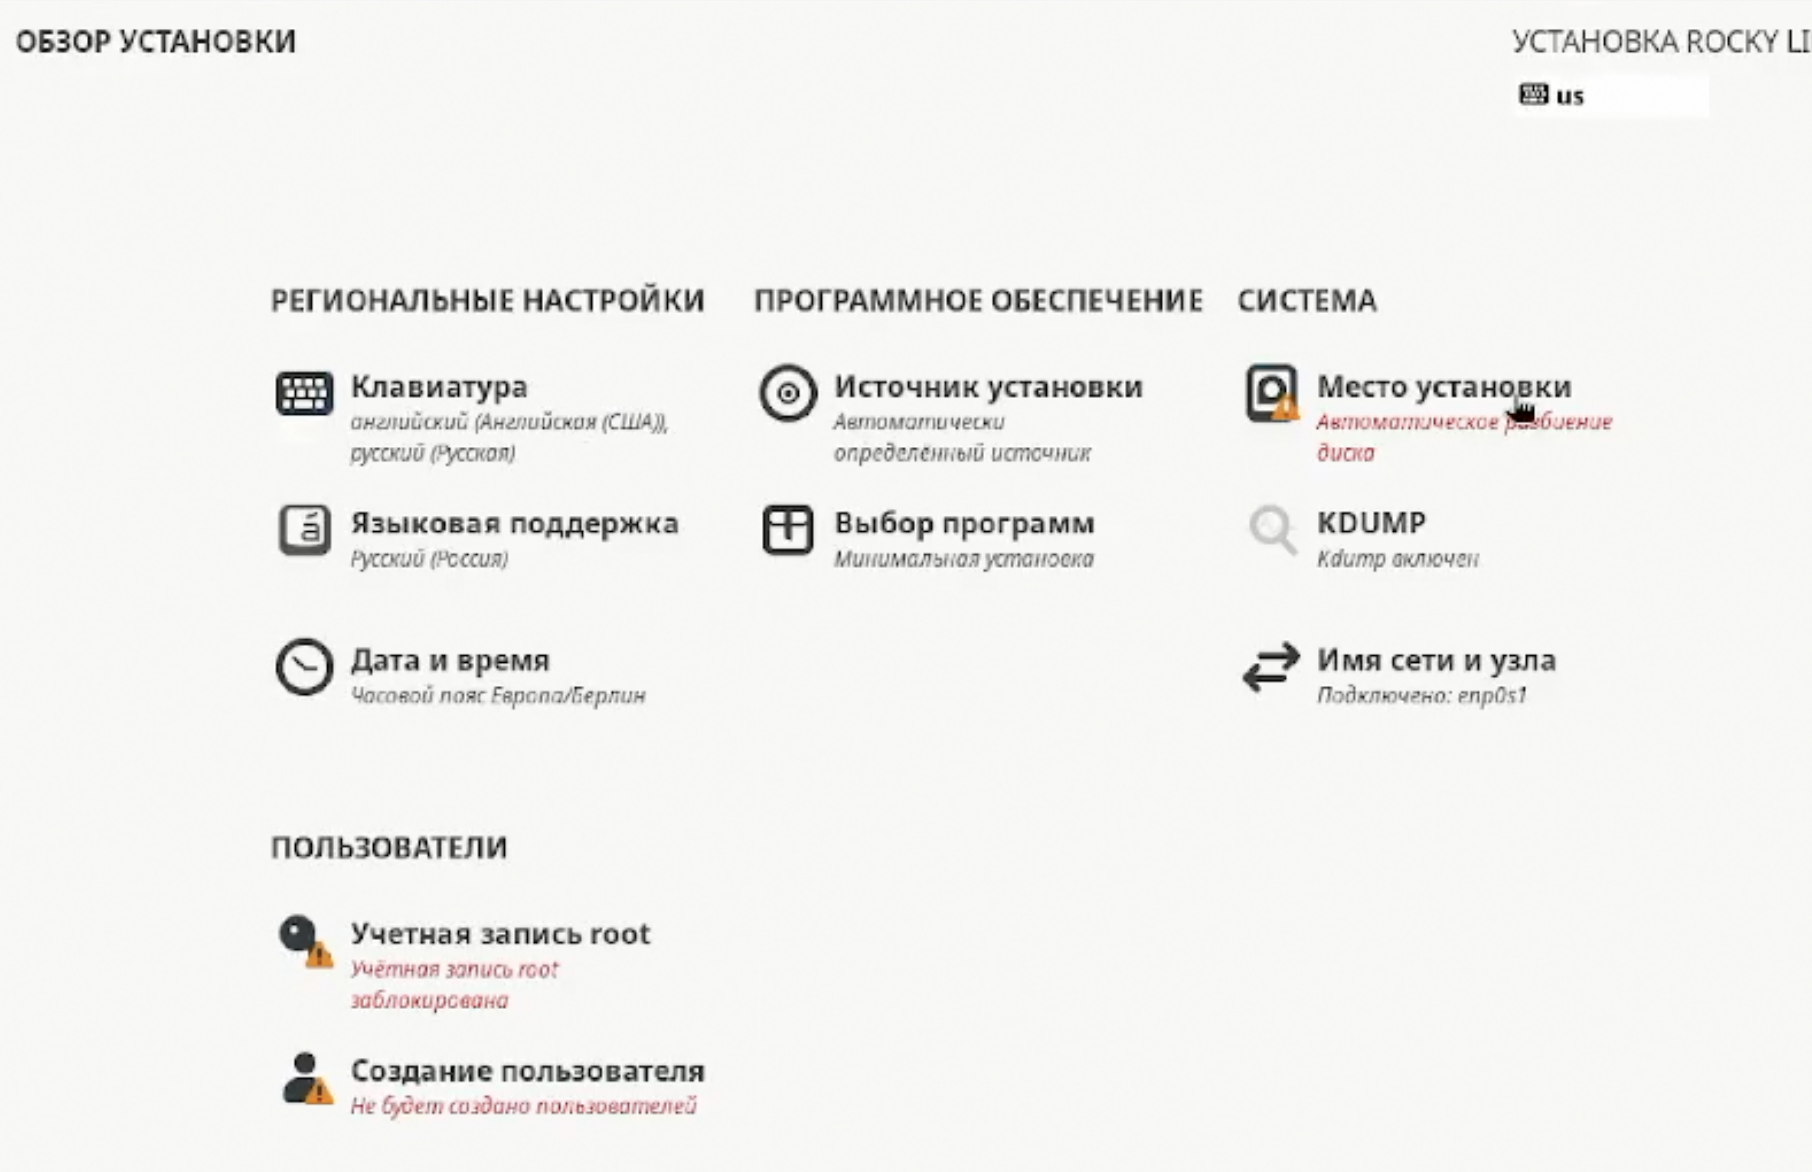 ОБЗОР УСТАНОВКИ
УСТАНОВКА ROCKY LI
us
РЕГИОНАЛЬНЫЕ НАСТРОЙКИ
Клавиатура
английский (Английская (США)),
русский (Русская)
Языковая поддержка
Русский (Россия)
Дата и время
Часовой пояс Европа/Берлин
ПРОГРАММНОЕ ОБЕСПЕЧЕНИЕ
Источник установки
Автоматически
определённый источник
Выбор программ
Минимальная установка
СИСТЕМА
Место установки
Автоматическое разбиение
диска
KDUMP
Kdump включен
Имя сети и узла
Подключено: enp0s1
ПОЛЬЗОВАТЕЛИ
Учетная запись root
Учётная запись root
заблокирована
Создание пользователя
Не будет создано пользователей